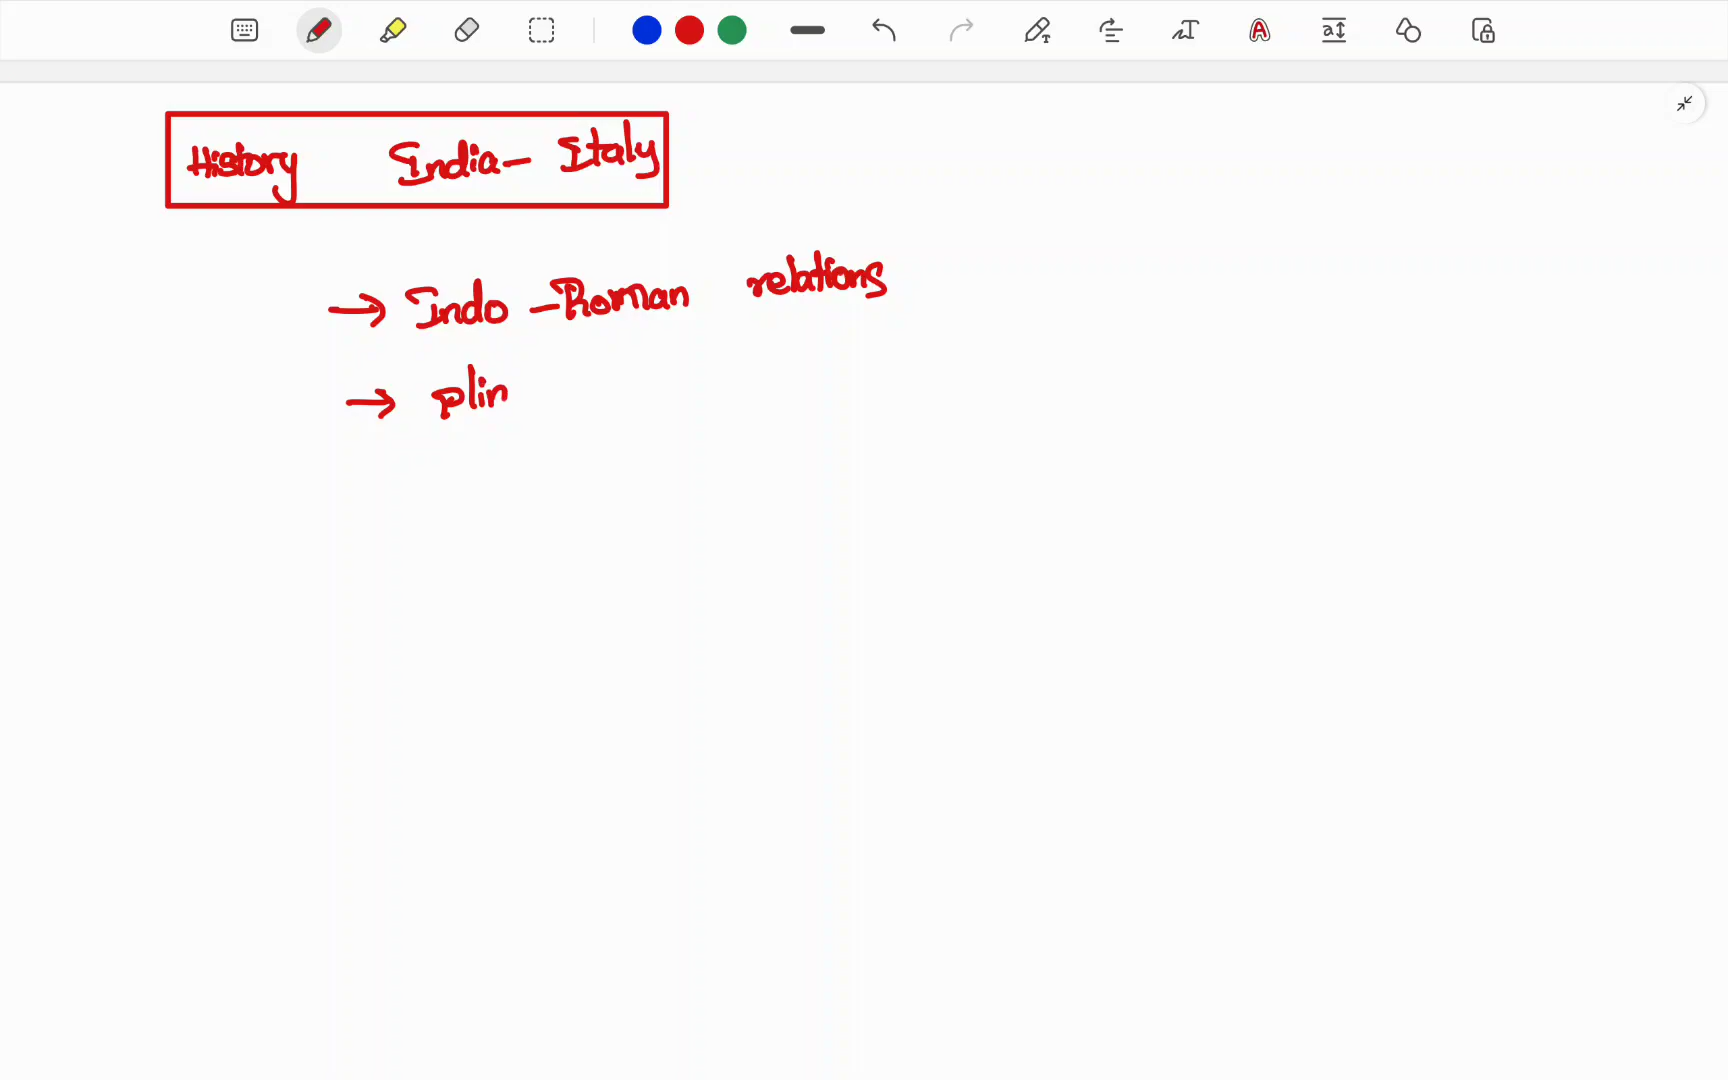 History India - Italy
→ Indo - Roman relations
→ plin